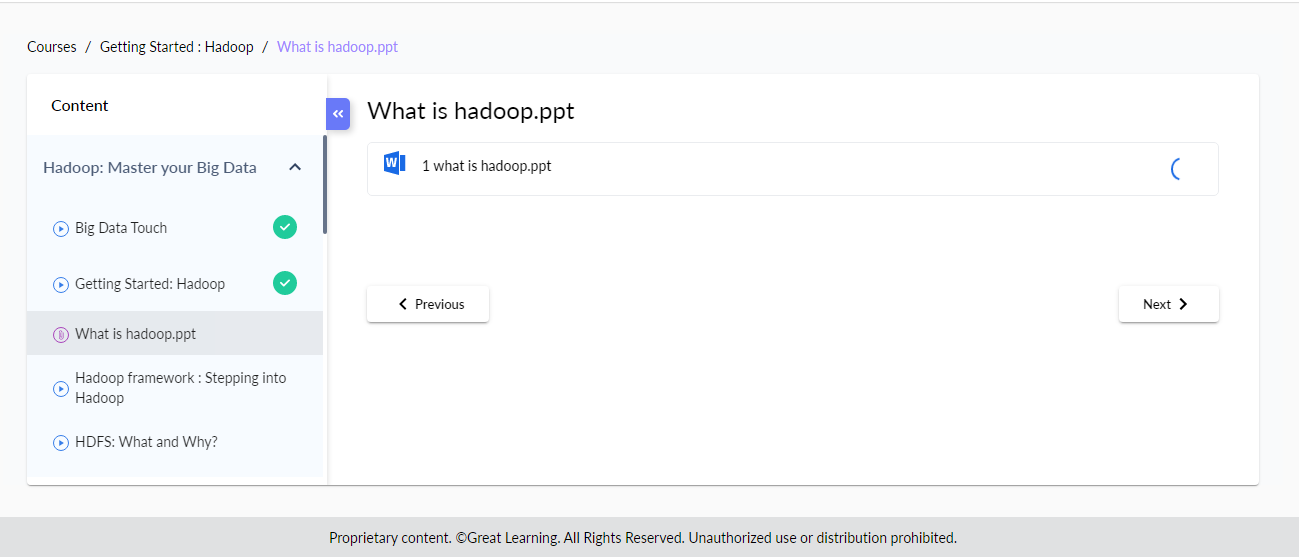 Courses / Getting Started : Hadoop / What is hadoop.ppt
Content
Hadoop: Master your Big Data
Big Data Touch
Getting Started: Hadoop
What is hadoop.ppt
Hadoop framework : Stepping into
Hadoop
HDFS: What and Why?
What is hadoop.ppt
W 1 what is hadoop.ppt
Previous
Next
Proprietary content. ©Great Learning. All Rights Reserved. Unauthorized use or distribution prohibited.